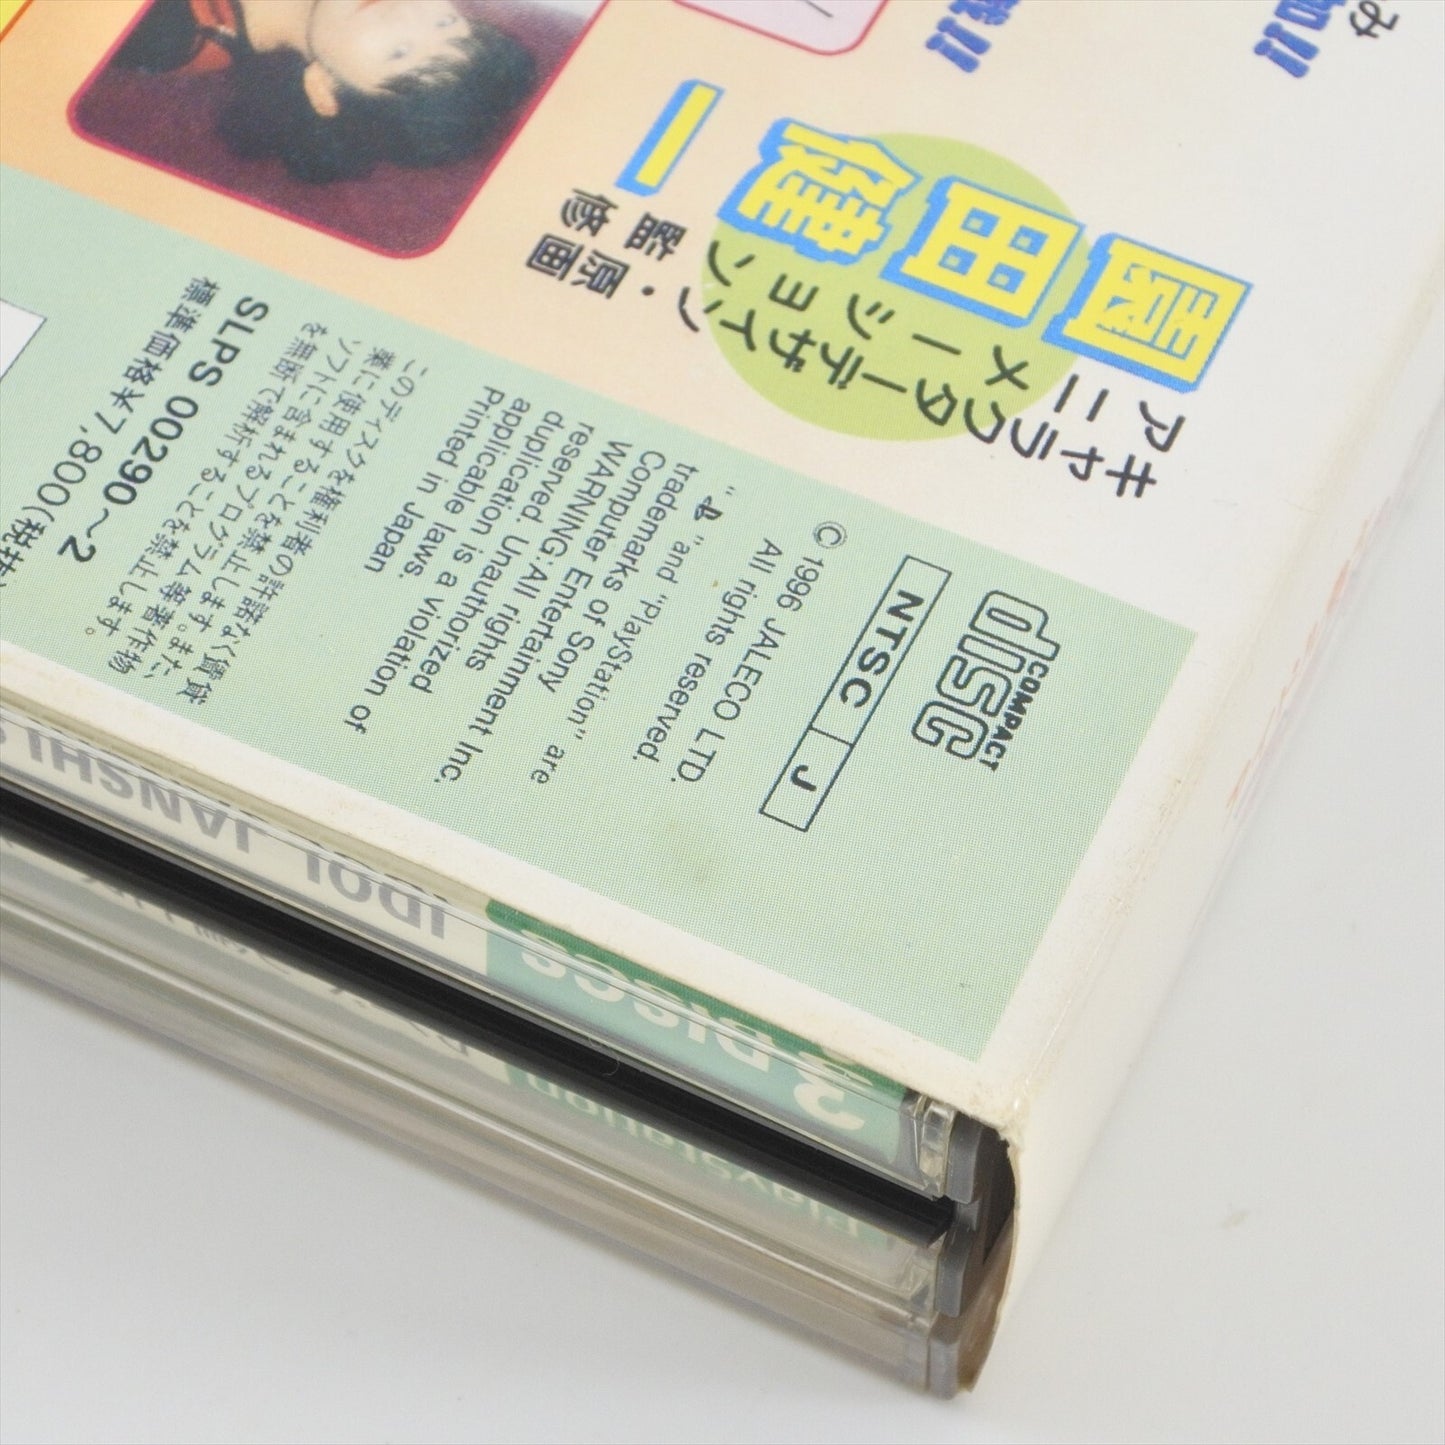 園田健一
キャラクターデザイン・原画
アニメーション監修
み
加!!
!!
COMPACT
disc
NTSC J
© 1996 JALECO LTD.
All rights reserved.
" " and "PlayStation" are
trademarks of Sony
Computer Entertainment Inc.
WARNING:All rights
reserved. Unauthorized
duplication is a violation of
applicable laws.
Printed in Japan
このディスクを権利者の許諾なく賃貸
業に使用することを禁止します。また、
ソフトに含まれるプログラム等著作物
を無断で解析することを禁止します。
SLPS 00290～2
標準価格¥7,800(税抜
3 Discs
IDOL JANSHI
PlayStation